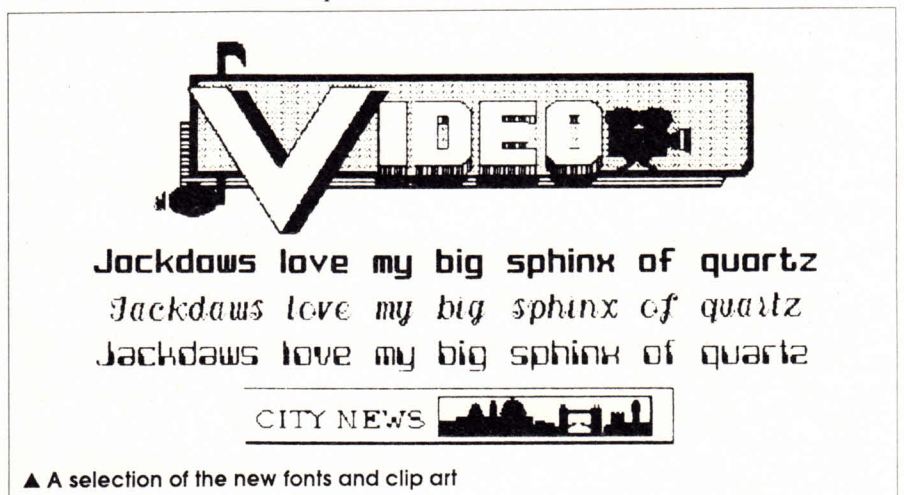 VIDEO
Jackdaws love my big sphinx of quartz
Jackdaws love my big sphinx of quartz
Jackdaws love my big sphinx of quartz
CITY NEWS
▲ A selection of the new fonts and clip art